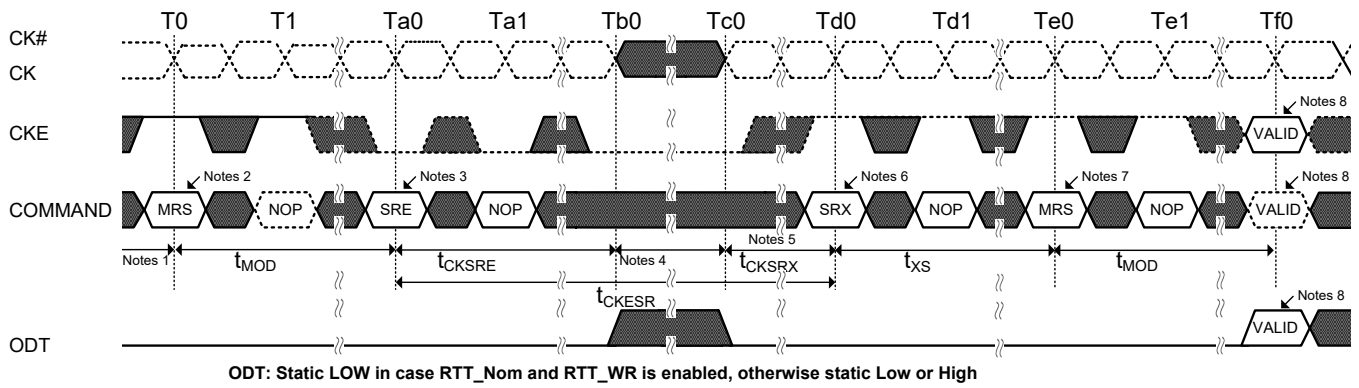 T0 T1 Ta0 Ta1 Tb0 Tc0 Td0 Td1 Te0 Te1 Tf0
CK#
CK
Notes 8
CKE
VALID
Notes 2 Notes 3 Notes 6 Notes 7 Notes 8
COMMAND MRS NOP SRE NOP SRX NOP MRS NOP VALID
Notes 1 tMOD tCKSRE Notes 4 Notes 5 tCKSRX tXS tMOD
tCKESR
Notes 8
VALID
ODT
ODT: Static LOW in case RTT_Nom and RTT_WR is enabled, otherwise static Low or High